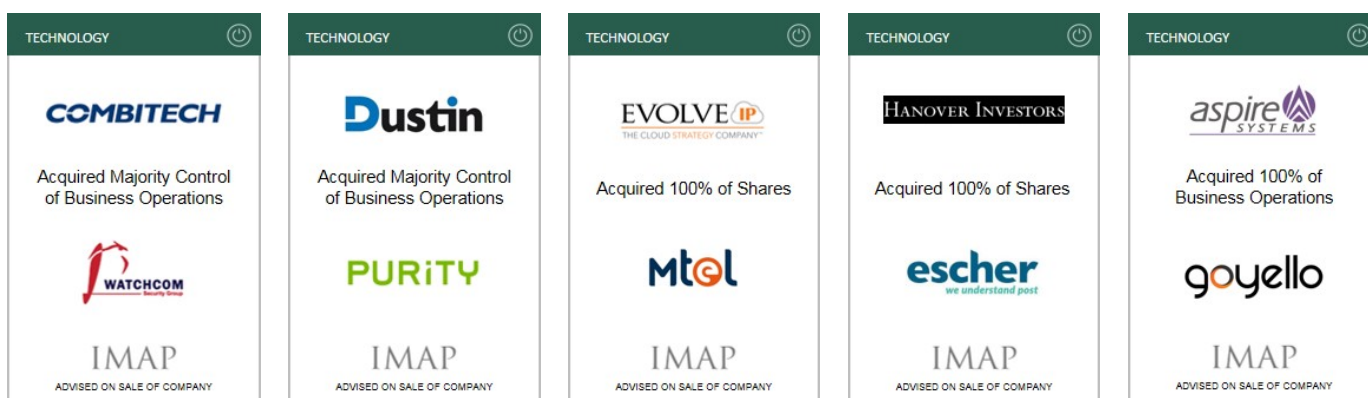 TECHNOLOGY
COMBITECH
Acquired Majority Control
of Business Operations
WATCHCOM
Security Group
IMAP
ADVISED ON SALE OF COMPANY
TECHNOLOGY
Dustin
Acquired Majority Control
of Business Operations
PURiTY
IMAP
ADVISED ON SALE OF COMPANY
TECHNOLOGY
EVOLVE IP
THE CLOUD STRATEGY COMPANY™
Acquired 100% of Shares
mtel
IMAP
ADVISED ON SALE OF COMPANY
TECHNOLOGY
HANOVER INVESTORS
Acquired 100% of Shares
escher
we understand post
IMAP
ADVISED ON SALE OF COMPANY
TECHNOLOGY
aspire
SYSTEMS
Acquired 100% of
Business Operations
goyello
IMAP
ADVISED ON SALE OF COMPANY